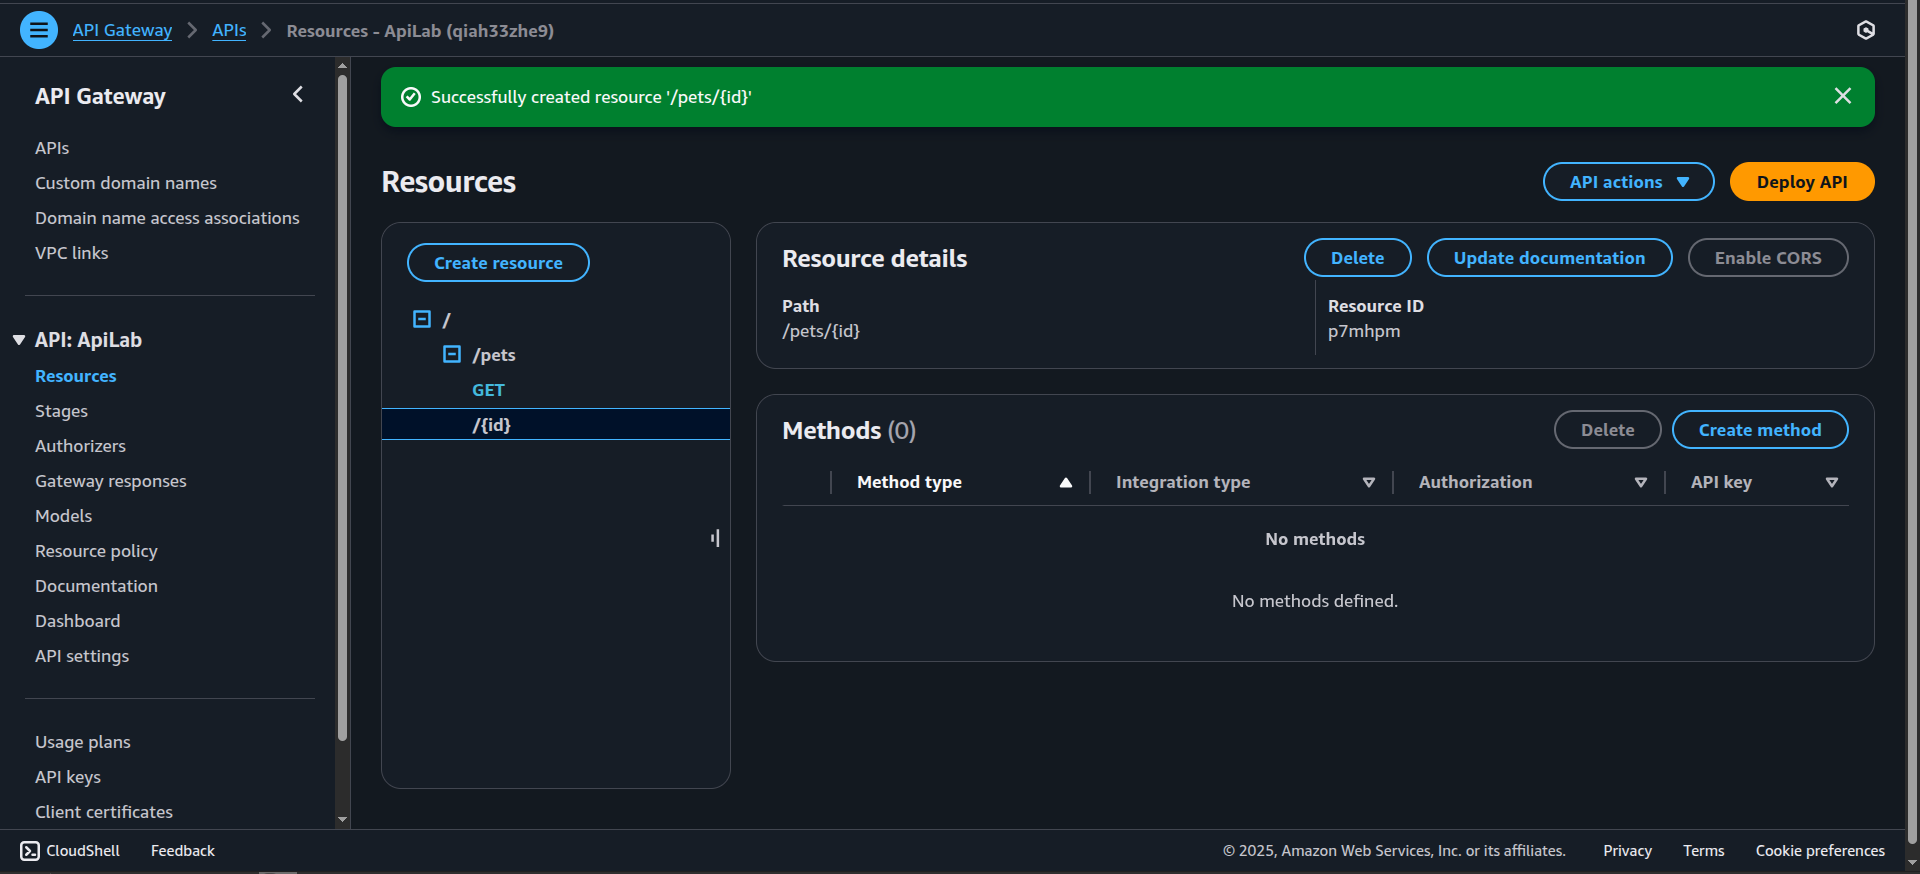 API Gateway > APIs > Resources - ApiLab (qiah33zhe9)
API Gateway
APIs
Custom domain names
Domain name access associations
VPC links
API: ApiLab
Resources
Stages
Authorizers
Gateway responses
Models
Resource policy
Documentation
Dashboard
API settings
Usage plans
API keys
Client certificates
Successfully created resource '/pets/{id}'
Resources
API actions
Deploy API
Create resource
/
/pets
GET
/{id}
Resource details
Delete
Update documentation
Enable CORS
Path
/pets/{id}
Resource ID
p7mhpm
Methods (0)
Delete
Create method
Method type
Integration type
Authorization
API key
No methods
No methods defined.
CloudShell
Feedback
© 2025, Amazon Web Services, Inc. or its affiliates.
Privacy
Terms
Cookie preferences